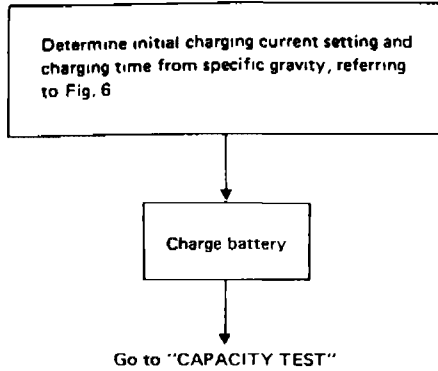 Determine initial charging current setting and
charging time from specific gravity, referring
to Fig. 6
Charge battery
Go to "CAPACITY TEST"